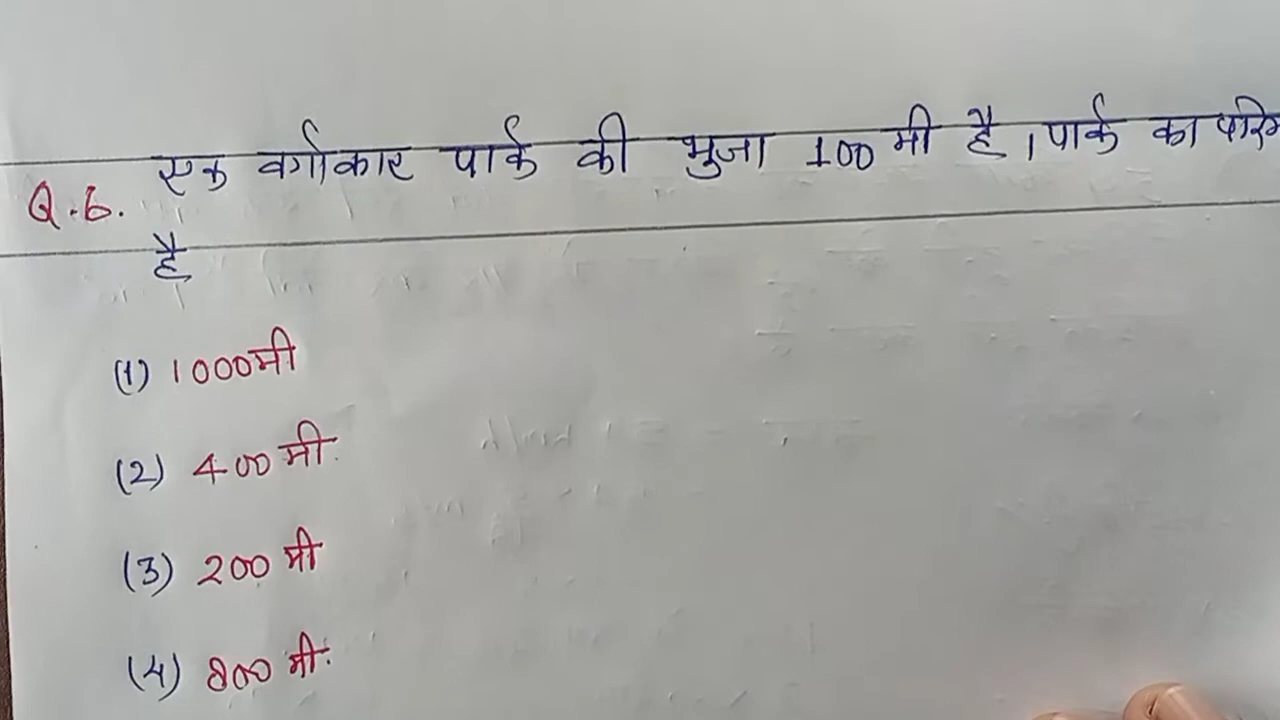 एक वर्गाकार पार्क की भुजा 100 मी है । पार्क का
Q.6.
है
(1) 1000मी
(2) 400 मी.
(3) 200 मी
(4) 800 मी.